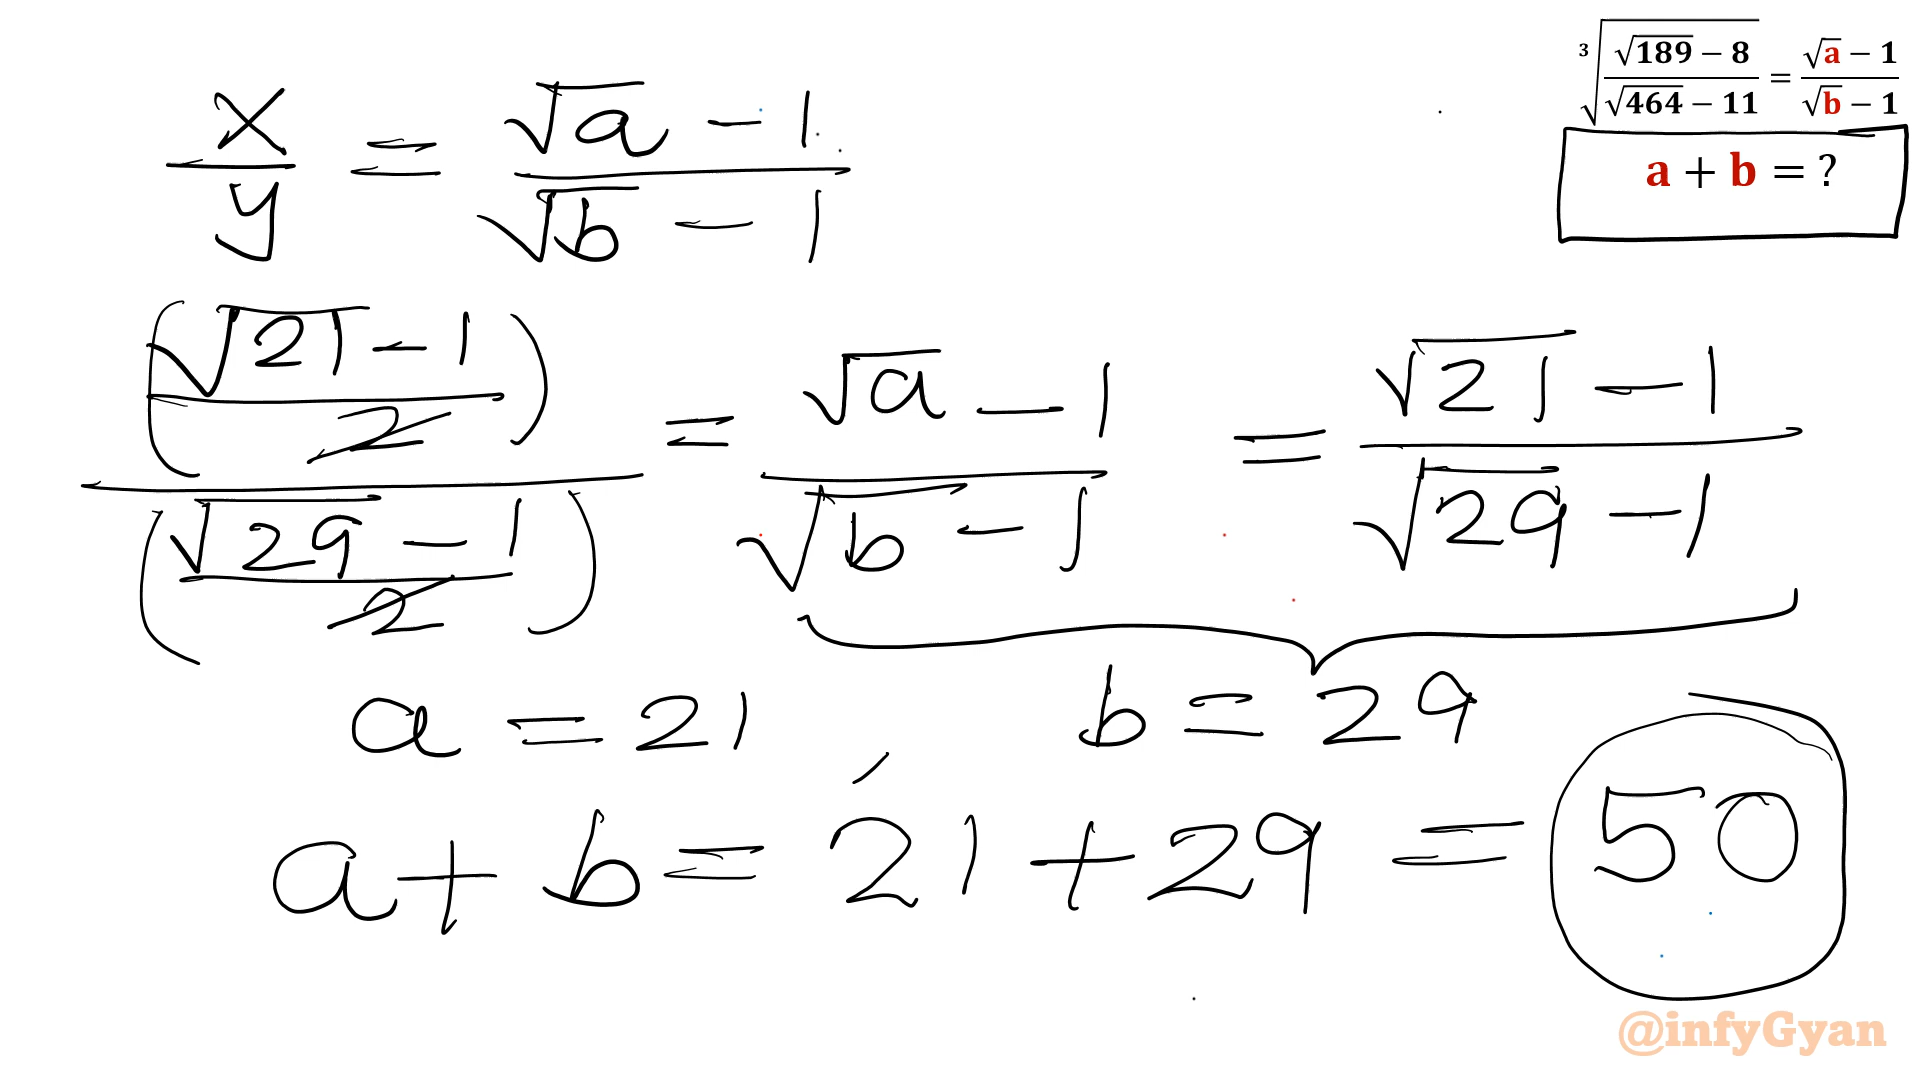 ∛((√189 − 8)/(√464 − 11)) = (√a − 1)/(√b − 1)
a + b = ?
x/y = (√a − 1)/(√b − 1)
((√21 − 1)/2)/((√29 − 1)/2) = (√a − 1)/(√b − 1) = (√21 − 1)/(√29 − 1)
a = 21, b = 29
a + b = 21 + 29 = 50
@infyGyan